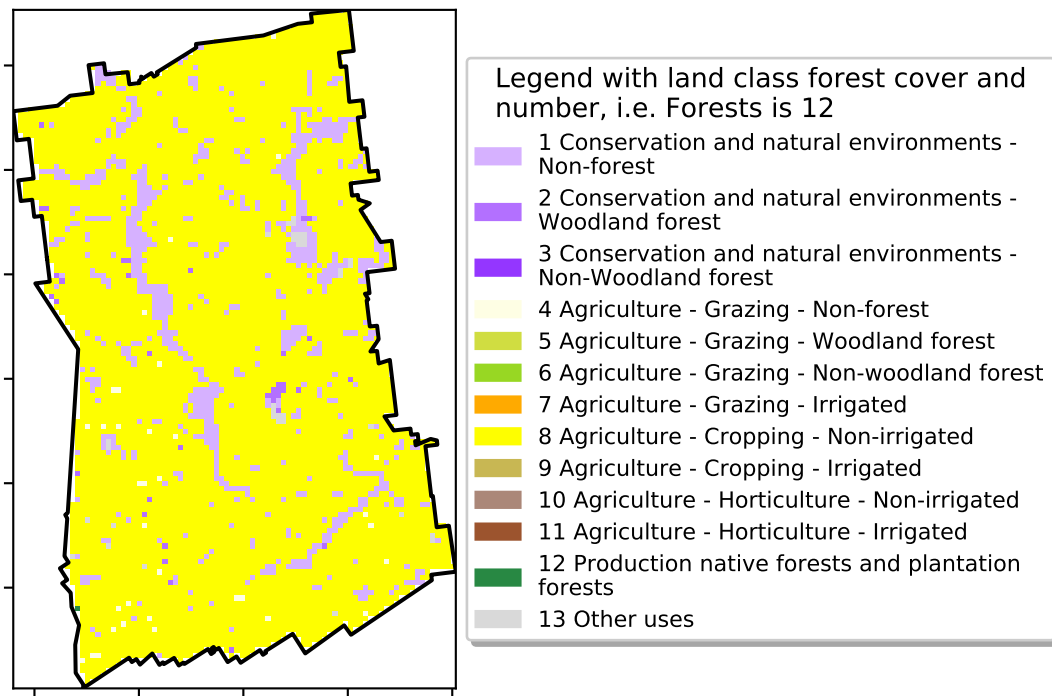 Legend with land class forest cover and
number, i.e. Forests is 12
1 Conservation and natural environments -
Non-forest
2 Conservation and natural environments -
Woodland forest
3 Conservation and natural environments -
Non-Woodland forest
4 Agriculture - Grazing - Non-forest
5 Agriculture - Grazing - Woodland forest
6 Agriculture - Grazing - Non-woodland forest
7 Agriculture - Grazing - Irrigated
8 Agriculture - Cropping - Non-irrigated
9 Agriculture - Cropping - Irrigated
10 Agriculture - Horticulture - Non-irrigated
11 Agriculture - Horticulture - Irrigated
12 Production native forests and plantation
forests
13 Other uses